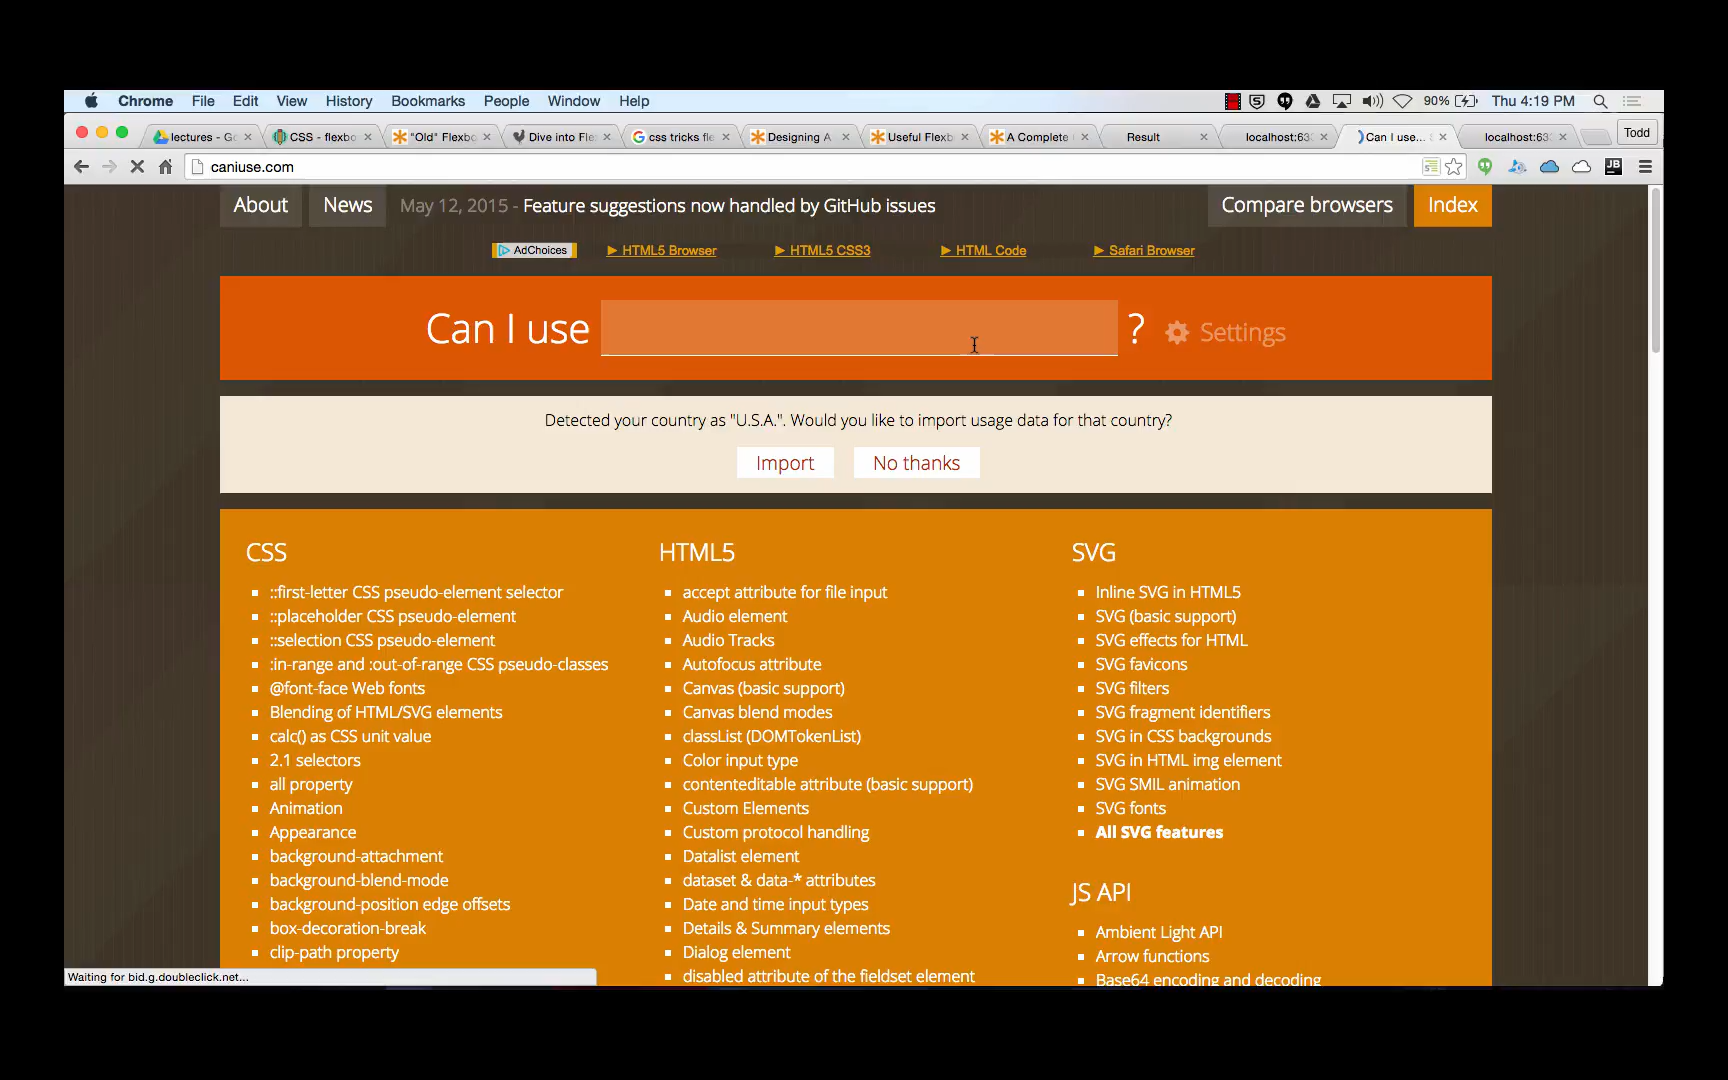 Chrome File Edit View History Bookmarks People Window Help 90% Thu 4:19 PM
lectures - Go CSS - flexbo "Old" Flexbo Dive into Fle css tricks fle Designing A Useful Flexb A Complete Result localhost:633 Can I use... localhost:633 Todd
caniuse.com JB
About News May 12, 2015 - Feature suggestions now handled by GitHub issues Compare browsers Index
AdChoices HTML5 Browser HTML5 CSS3 HTML Code Safari Browser
Can I use ? Settings
Detected your country as "U.S.A.". Would you like to import usage data for that country?
Import No thanks
CSS
::first-letter CSS pseudo-element selector
::placeholder CSS pseudo-element
::selection CSS pseudo-element
:in-range and :out-of-range CSS pseudo-classes
@font-face Web fonts
Blending of HTML/SVG elements
calc() as CSS unit value
2.1 selectors
all property
Animation
Appearance
background-attachment
background-blend-mode
background-position edge offsets
box-decoration-break
clip-path property
HTML5
accept attribute for file input
Audio element
Audio Tracks
Autofocus attribute
Canvas (basic support)
Canvas blend modes
classList (DOMTokenList)
Color input type
contenteditable attribute (basic support)
Custom Elements
Custom protocol handling
Datalist element
dataset & data-* attributes
Date and time input types
Details & Summary elements
Dialog element
disabled attribute of the fieldset element
SVG
Inline SVG in HTML5
SVG (basic support)
SVG effects for HTML
SVG favicons
SVG filters
SVG fragment identifiers
SVG in CSS backgrounds
SVG in HTML img element
SVG SMIL animation
SVG fonts
All SVG features
JS API
Ambient Light API
Arrow functions
Base64 encoding and decoding
Waiting for bid.g.doubleclick.net...